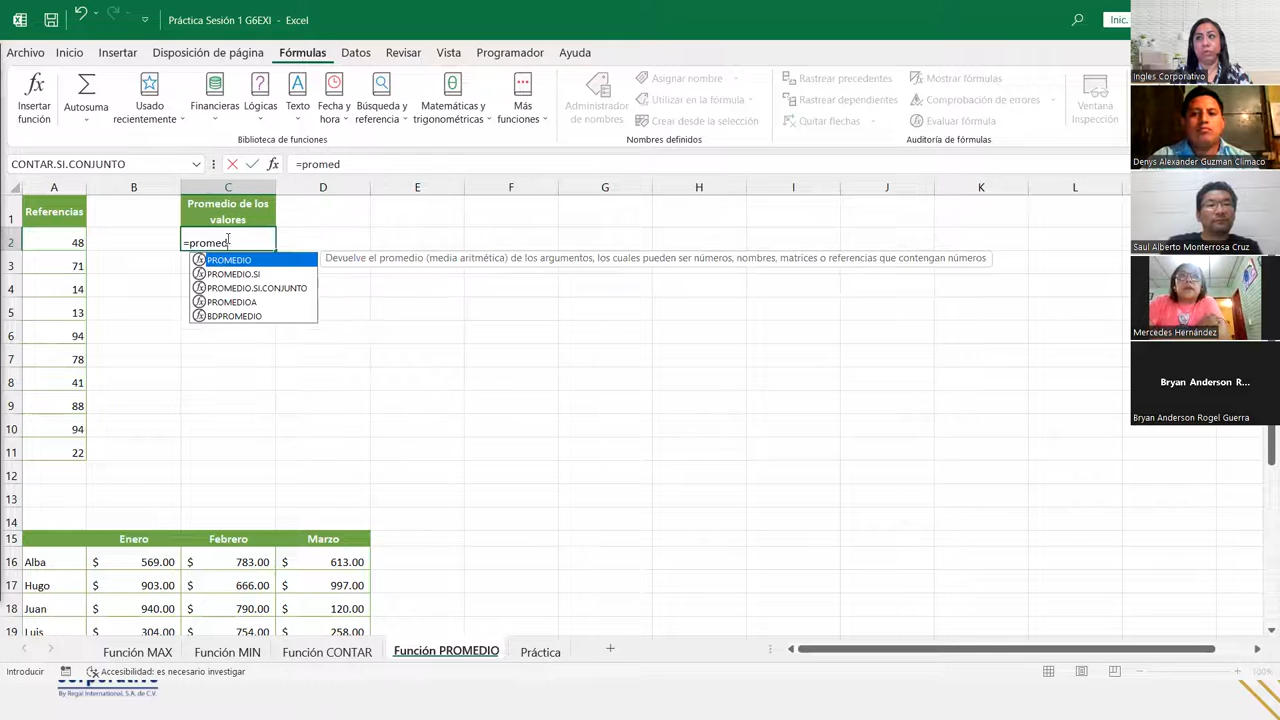 Práctica Sesión 1 G6EXI - Excel
Inic.
Archivo Inicio Insertar Disposición de página Fórmulas Datos Revisar Ayuda
Insertar función
Autosuma
Usado recientemente
Financieras
Lógicas
Texto
Fecha y hora
Búsqueda y referencia
Matemáticas y trigonométricas
Más
Biblioteca de funciones
Administrador
Asignar nombre
Utilizar en la fórmula
Crear desde la selección
Nombres definidos
Rastrear precedentes
Rastrear dependientes
Quitar flechas
Mostrar fórmulas
Comprobación de errores
Evaluar fórmula
Auditoría de fórmulas
Ventana Inspección
CONTAR.SI.CONJUNTO fx =promed
A B C D E F G H I J K L
1 Referencias Promedio de los valores
2 48 =promed
PROMEDIO Devuelve el promedio
argumentos, los cuales pueden ser números,
matrices o referencias que contengan números
PROMEDIO.SI
PROMEDIO.SI.CONJUNTO
PROMEDIOA
BDPROMEDIO
3 71
4 14
5 13
6 94
7 78
8 41
9 88
10 94
11 22
12
13
14
15 Enero Febrero Marzo
16 Alba $ 569.00 $ 783.00 $ 613.00
17 Hugo $ 903.00 $ 666.00 $ 997.00
18 Juan $ 940.00 $ 790.00 $ 120.00
19 Luis $ 304.00 $ 754.00 $ 258.00
Función MAX Función MIN Función CONTAR Función PROMEDIO Práctica
Introducir Accesibilidad: es necesario investigar 100%
By Regal International, S.A. de C.V.
Ingles Corporativo
Denys Alexander Guzman Climaco
Saul Alberto Monterrosa Cruz
Mercedes Hernández
Bryan Anderson R...
Bryan Anderson Rogel Guerra